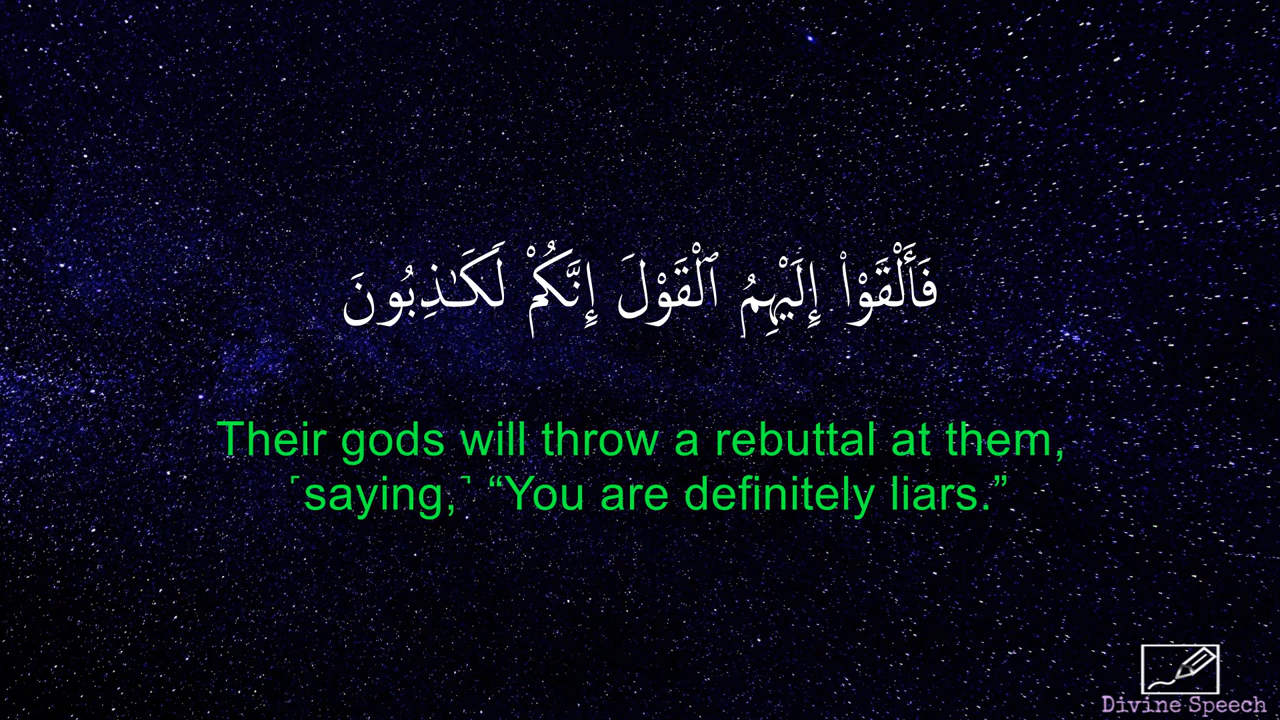 فَأَلْقَوْا۟ إِلَيْهِمُ ٱلْقَوْلَ إِنَّكُمْ لَكَـٰذِبُونَ
Their gods will throw a rebuttal at them,
˹saying,˺ “You are definitely liars.”
Divine Speech